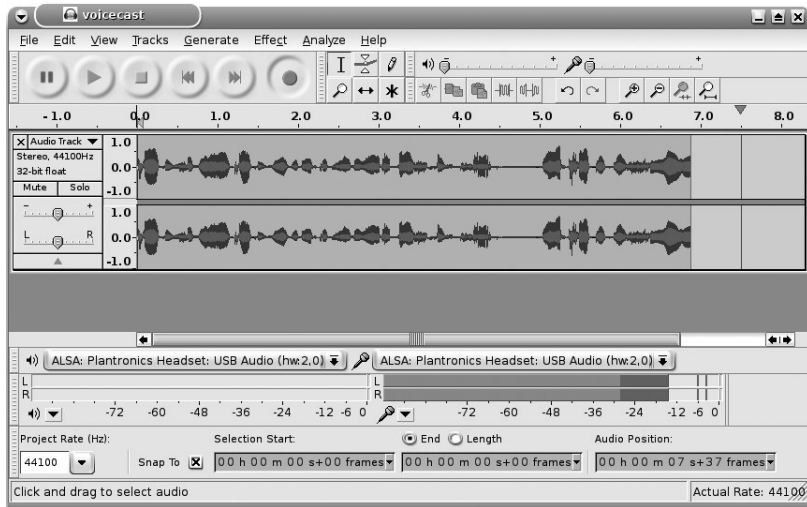 voicecast
File Edit View Tracks Generate Effect Analyze Help
- 1.0 0.0 1.0 2.0 3.0 4.0 5.0 6.0 7.0 8.0
X Audio Track
Stereo, 44100Hz
32-bit float
Mute Solo
- +
L R
1.0
0.0
-1.0
1.0
0.0
-1.0
ALSA: Plantronics Headset: USB Audio (hw:2,0) ALSA: Plantronics Headset: USB Audio (hw:2,0)
L L
R R
-72 -60 -48 -36 -24 -12 -6 0 -72 -60 -48 -36 -24 -12 -6 0
Project Rate (Hz): Selection Start: End Length Audio Position:
44100 Snap To 00 h 00 m 00 s+00 frames 00 h 00 m 00 s+00 frames 00 h 00 m 07 s+37 frames
Click and drag to select audio Actual Rate: 44100